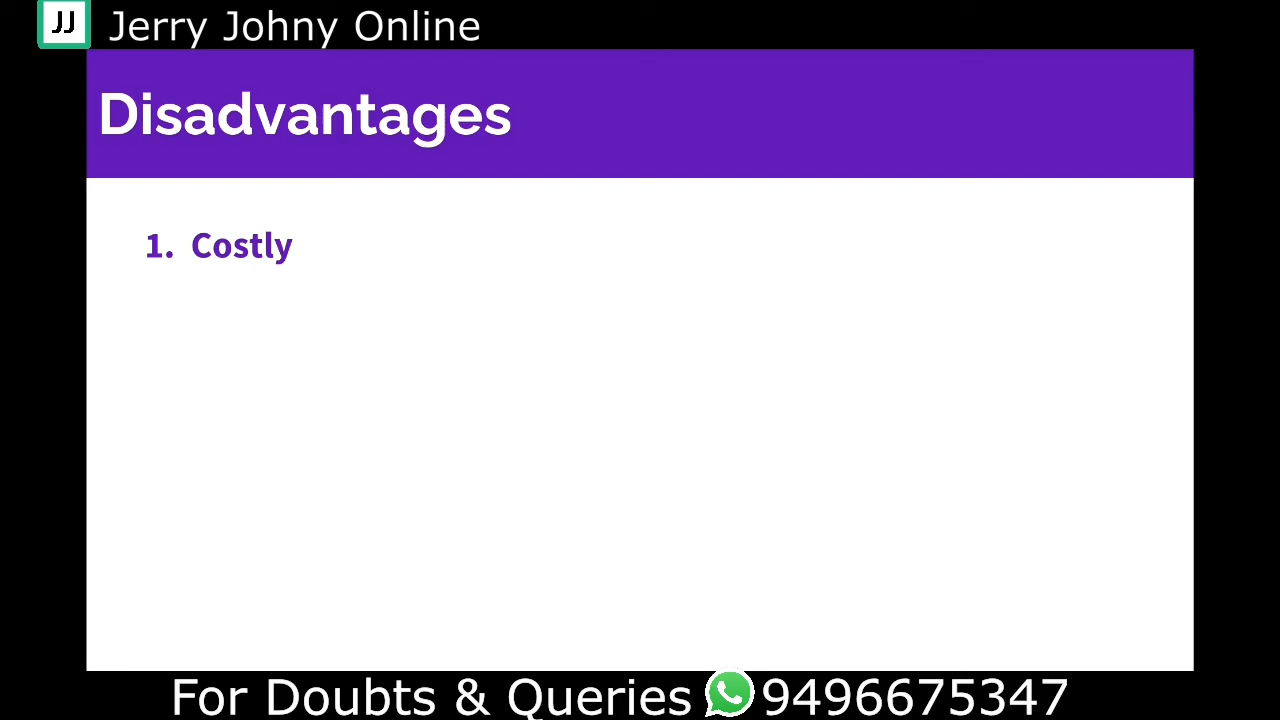 JJ Jerry Johny Online
Disadvantages
1. Costly
For Doubts & Queries 9496675347